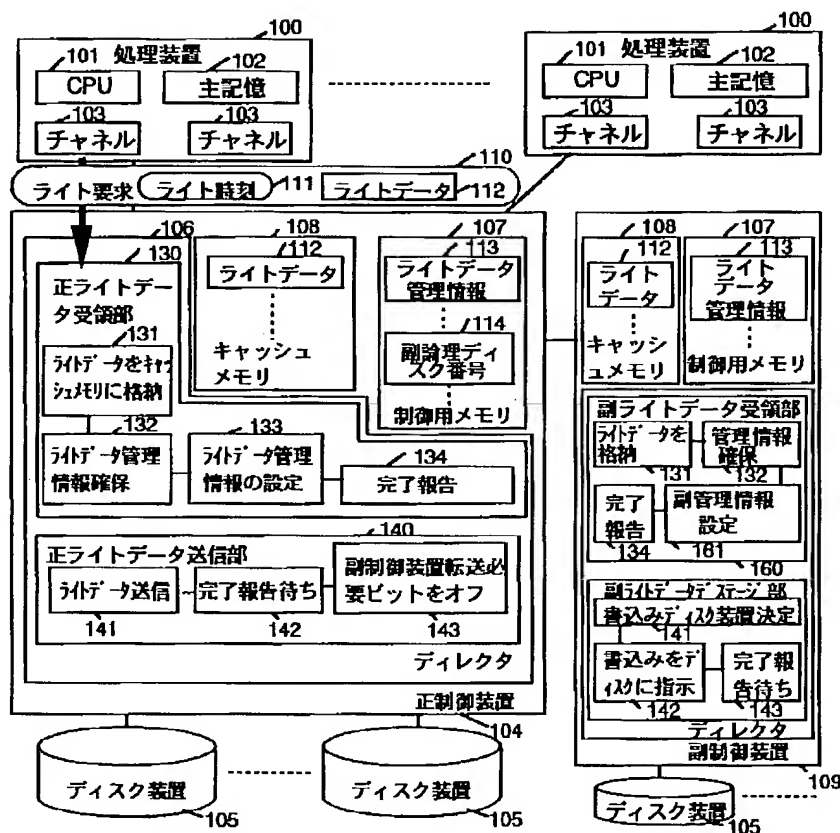 100
101 処理装置 102
CPU
主記憶
103
103
チャネル
チャネル
100
101 処理装置 102
CPU
主記憶
103
103
チャネル
チャネル
110
ライト要求
ライト時刻
111
ライトデータ
112
106
130
正ライトデー
タ受領部
131
ライトデータをキャッ
シュメモリに格納
132
ライトデータ管理
情報確保
133
ライトデータ管理
情報の設定
134
完了報告
108
112
ライトデータ
キャッシュ
メモリ
107
113
ライトデータ
管理情報
114
副論理ディ
スク番号
制御用メモリ
140
正ライトデータ送信部
ライトデータ送信
141
完了報告待ち
142
副制御装置転送必
要ビットをオフ
143
ディレクタ
正制御装置
104
ディスク装置
105
ディスク装置
105
108
112
ライト
データ
キャッシ
ュメモリ
107
113
ライト
データ
管理情報
制御用メモリ
副ライトデータ受領部
ライトデータを
格納
131
管理情報
確保
132
完了
報告
134
副管理情報
設定
161
160
副ライトデータデステージ部
書込みディスク装置決定
141
書込みをデ
ィスクに指示
142
完了報
告待ち
143
ディレクタ
副制御装置
109
ディスク装置
105